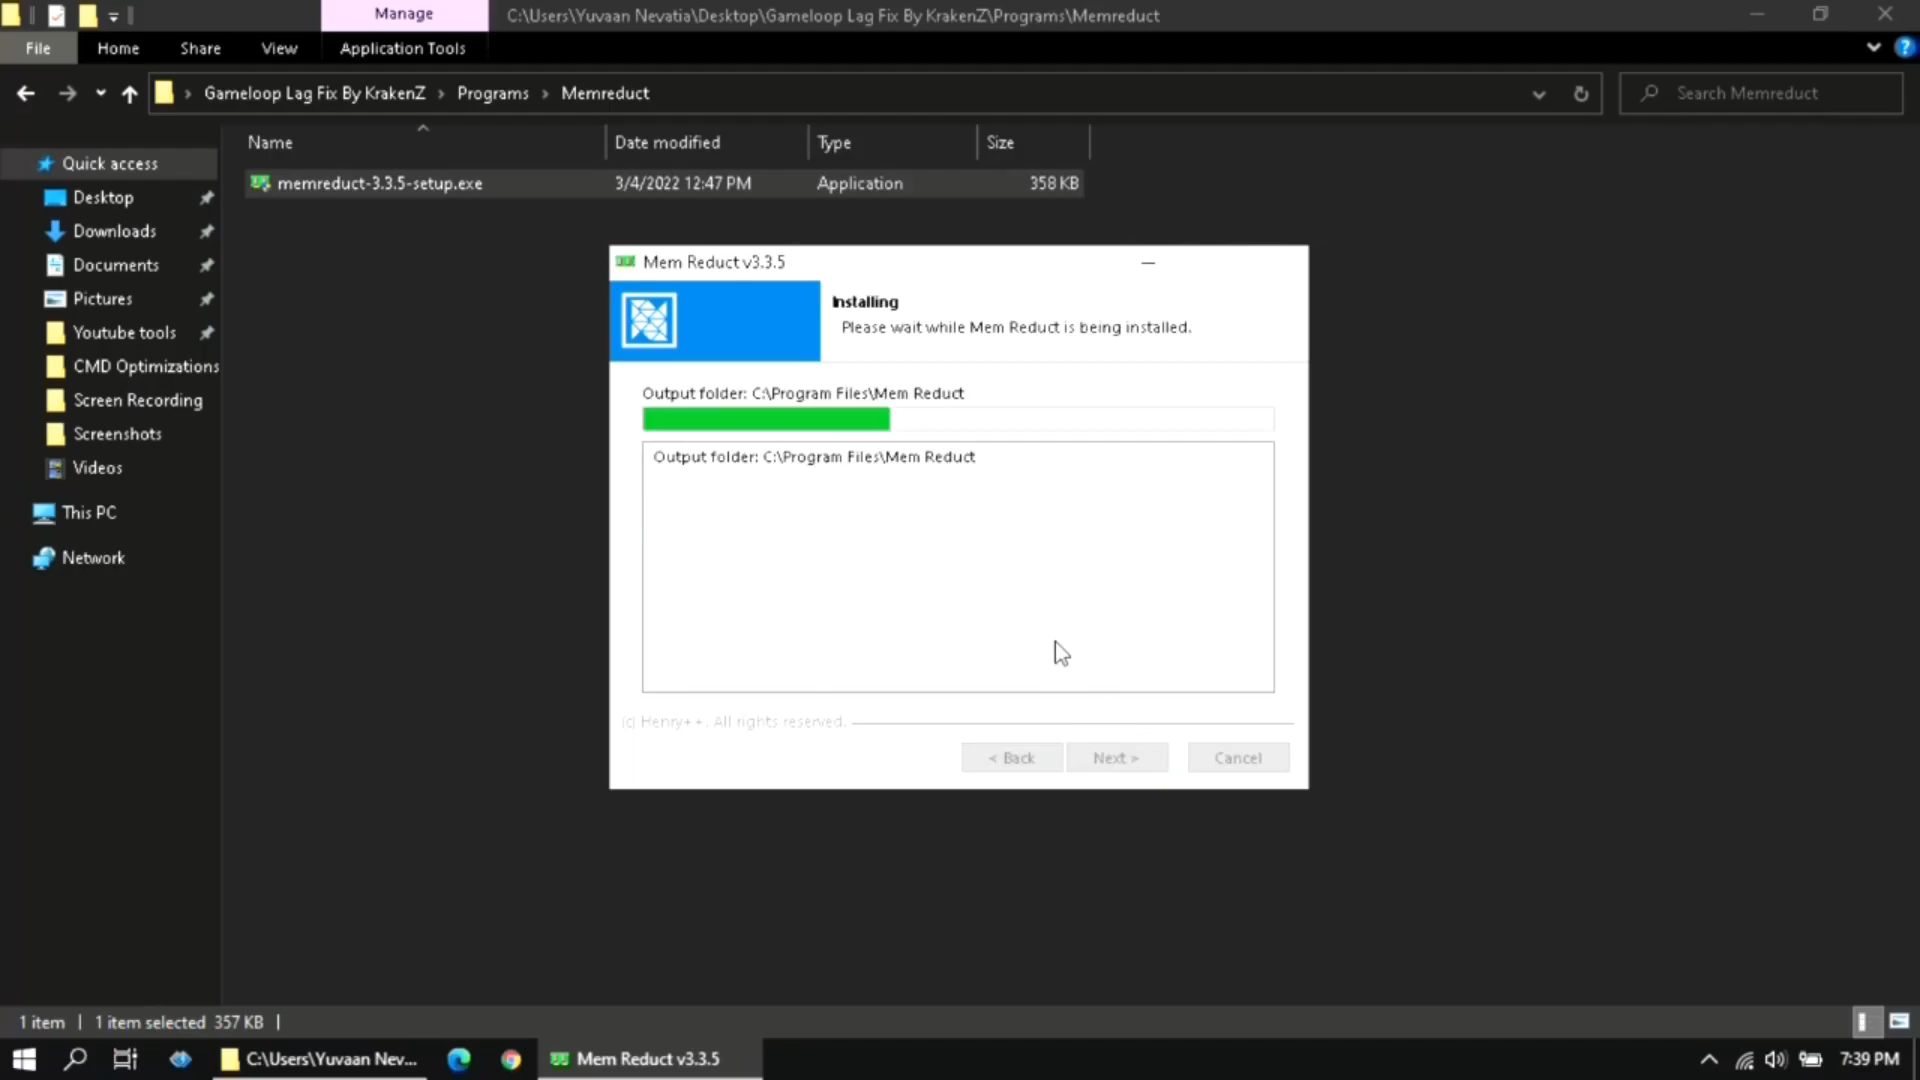 Manage
C:\Users\Yuvaan Nevatia\Desktop\Gameloop Lag Fix By KrakenZ\Programs\Memreduct
File
Home
Share
View
Application Tools
Gameloop Lag Fix By KrakenZ
Programs
Memreduct
Search Memreduct
Name
Date modified
Type
Size
memreduct-3.3.5-setup.exe
3/4/2022 12:47 PM
Application
358 KB
Quick access
Desktop
Downloads
Documents
Pictures
Youtube tools
CMD Optimizations
Screen Recording
Screenshots
Videos
This PC
Network
Mem Reduct v3.3.5
Installing
Please wait while Mem Reduct is being installed.
Output folder: C:\Program Files\Mem Reduct
Output folder: C:\Program Files\Mem Reduct
(c) Henry++. All rights reserved.
< Back
Next >
Cancel
1 item
1 item selected 357 KB
C:\Users\Yuvaan Nev...
Mem Reduct v3.3.5
7:39 PM